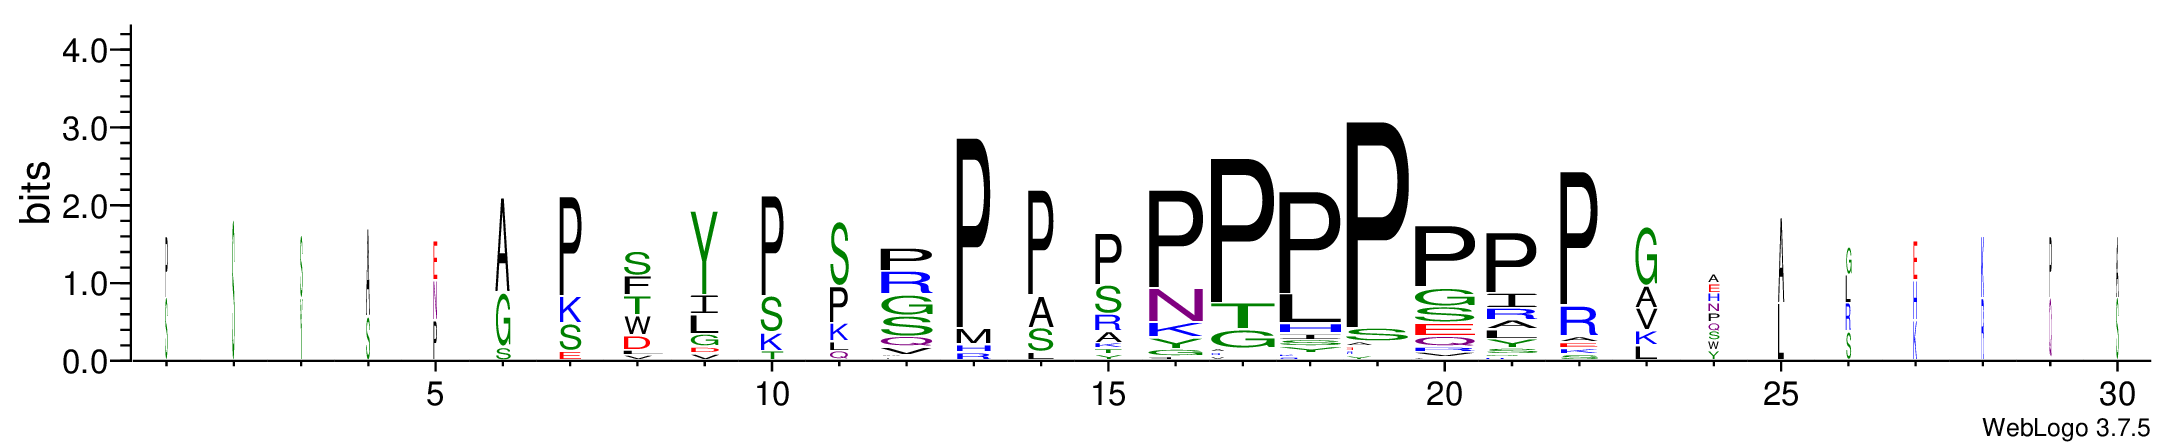 4.0
3.0
2.0
1.0
0.0
bits
5
10
15
20
25
30
WebLogo 3.7.5
A
G
S
P
K
S
E
S
F
T
W
D
Y
I
L
G
P
S
K
T
S
P
K
L
Q
P
R
G
S
Q
V
P
M
H
R
P
A
S
L
P
S
R
A
P
N
K
Y
G
P
T
G
P
L
H
P
S
P
G
S
E
Q
P
I
R
A
L
Y
P
R
A
G
A
V
K
L
A
E
H
N
P
Q
S
W
Y
A
L
G
L
R
S